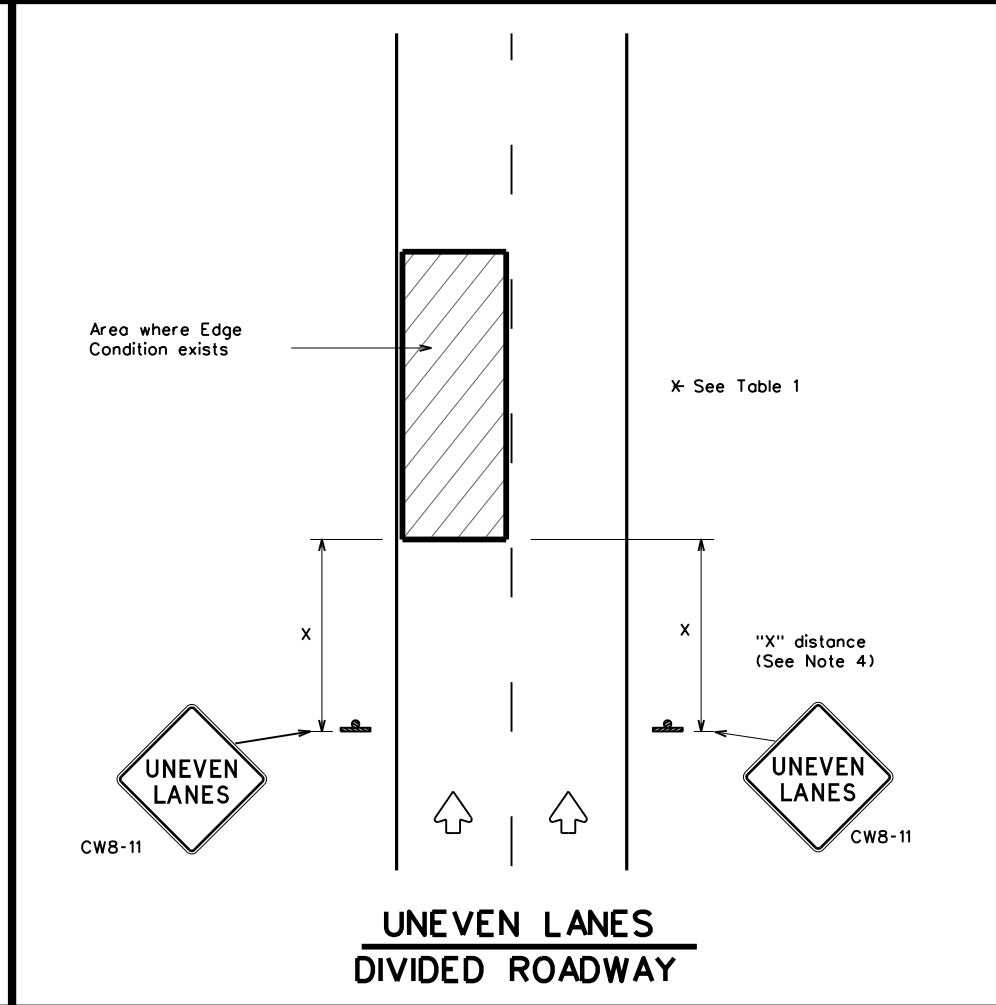 Area where Edge
Condition exists
X See Table 1
X
X
"X" distance
(See Note 4)
UNEVEN
LANES
CW8-11
UNEVEN
LANES
CW8-11
UNEVEN LANES
DIVIDED ROADWAY